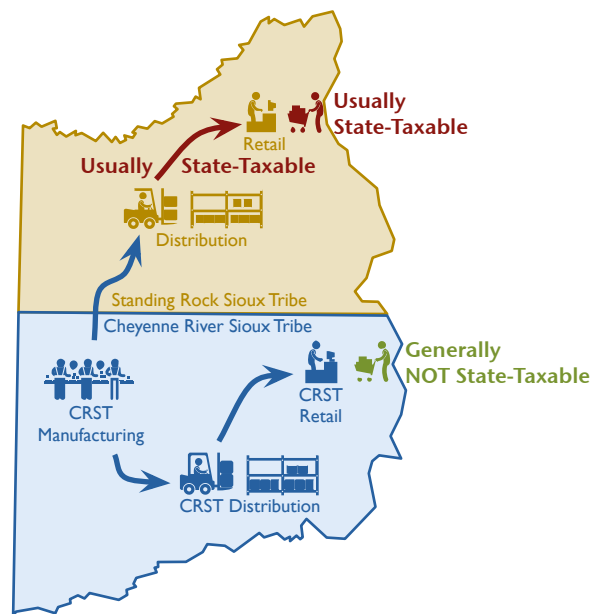 Usually
State-Taxable
Retail
Usually State-Taxable
Distribution
Standing Rock Sioux Tribe
Cheyenne River Sioux Tribe
Generally
NOT State-Taxable
CRST
Retail
CRST
Manufacturing
CRST Distribution